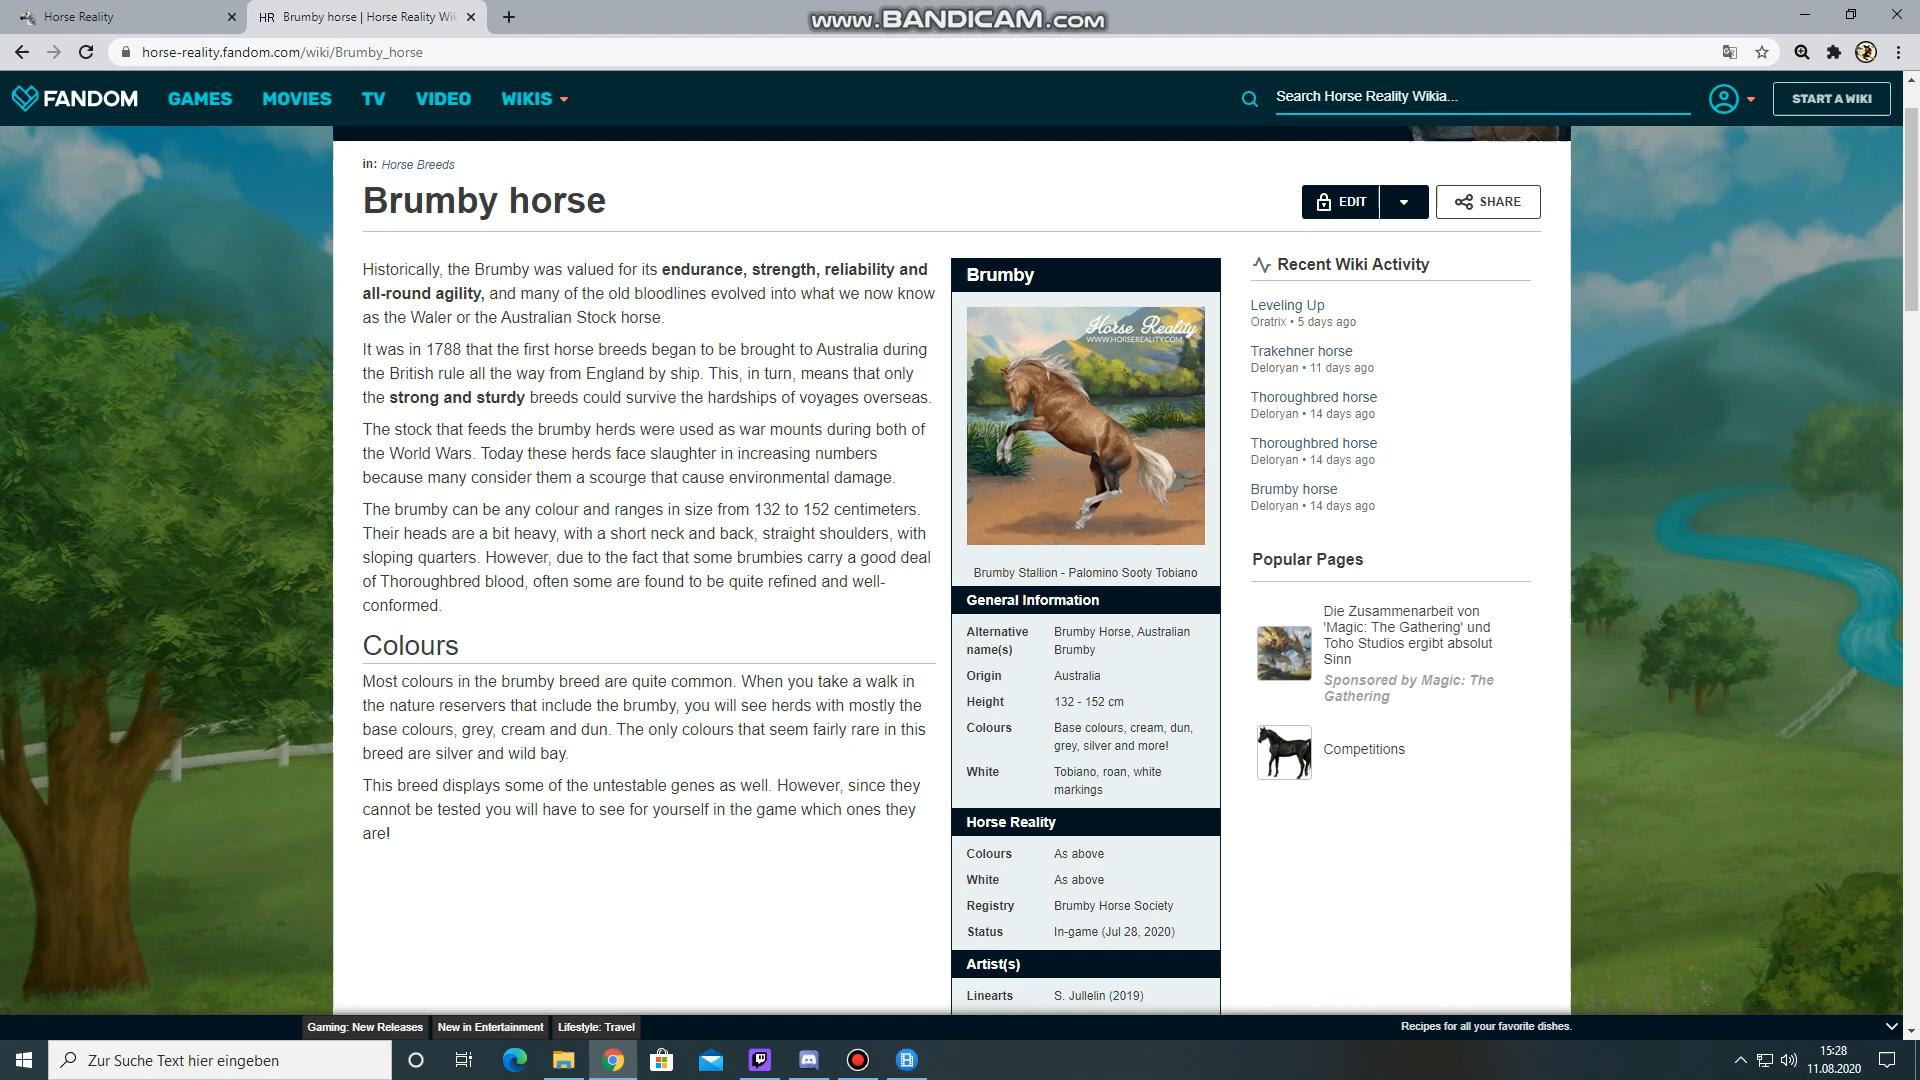 Horse Reality
HR Brumby horse | Horse Reality Wik
www.BANDICAM.com
horse-reality.fandom.com/wiki/Brumby_horse
FANDOM
GAMES
MOVIES
TV
VIDEO
WIKIS
Search Horse Reality Wikia...
START A WIKI
in: Horse Breeds
Brumby horse
EDIT
SHARE
Historically, the Brumby was valued for its endurance, strength, reliability and
all-round agility, and many of the old bloodlines evolved into what we now know
as the Waler or the Australian Stock horse.
It was in 1788 that the first horse breeds began to be brought to Australia during
the British rule all the way from England by ship. This, in turn, means that only
the strong and sturdy breeds could survive the hardships of voyages overseas.
The stock that feeds the brumby herds were used as war mounts during both of
the World Wars. Today these herds face slaughter in increasing numbers
because many consider them a scourge that cause environmental damage.
The brumby can be any colour and ranges in size from 132 to 152 centimeters.
Their heads are a bit heavy, with a short neck and back, straight shoulders, with
sloping quarters. However, due to the fact that some brumbies carry a good deal
of Thoroughbred blood, often some are found to be quite refined and well-
conformed.
Colours
Most colours in the brumby breed are quite common. When you take a walk in
the nature reservers that include the brumby, you will see herds with mostly the
base colours, grey, cream and dun. The only colours that seem fairly rare in this
breed are silver and wild bay.
This breed displays some of the untestable genes as well. However, since they
cannot be tested you will have to see for yourself in the game which ones they
are!
Brumby
Horse Reality
WWW.HORSEREALITY.COM
Brumby Stallion - Palomino Sooty Tobiano
General Information
Alternative name(s) Brumby Horse, Australian Brumby
Origin Australia
Height 132 - 152 cm
Colours Base colours, cream, dun,
grey, silver and more!
White Tobiano, roan, white
markings
Horse Reality
Colours As above
White As above
Registry Brumby Horse Society
Status In-game (Jul 28, 2020)
Artist(s)
Linearts S. Jullelin (2019)
Recent Wiki Activity
Leveling Up
Oratrix • 5 days ago
Trakehner horse
Deloryan • 11 days ago
Thoroughbred horse
Deloryan • 14 days ago
Thoroughbred horse
Deloryan • 14 days ago
Brumby horse
Deloryan • 14 days ago
Popular Pages
Die Zusammenarbeit von
'Magic: The Gathering' und
Toho Studios ergibt absolut
Sinn
Sponsored by Magic: The
Gathering
Competitions
Gaming: New Releases
New in Entertainment
Lifestyle: Travel
Recipes for all your favorite dishes.
Zur Suche Text hier eingeben
15:28
11.08.2020